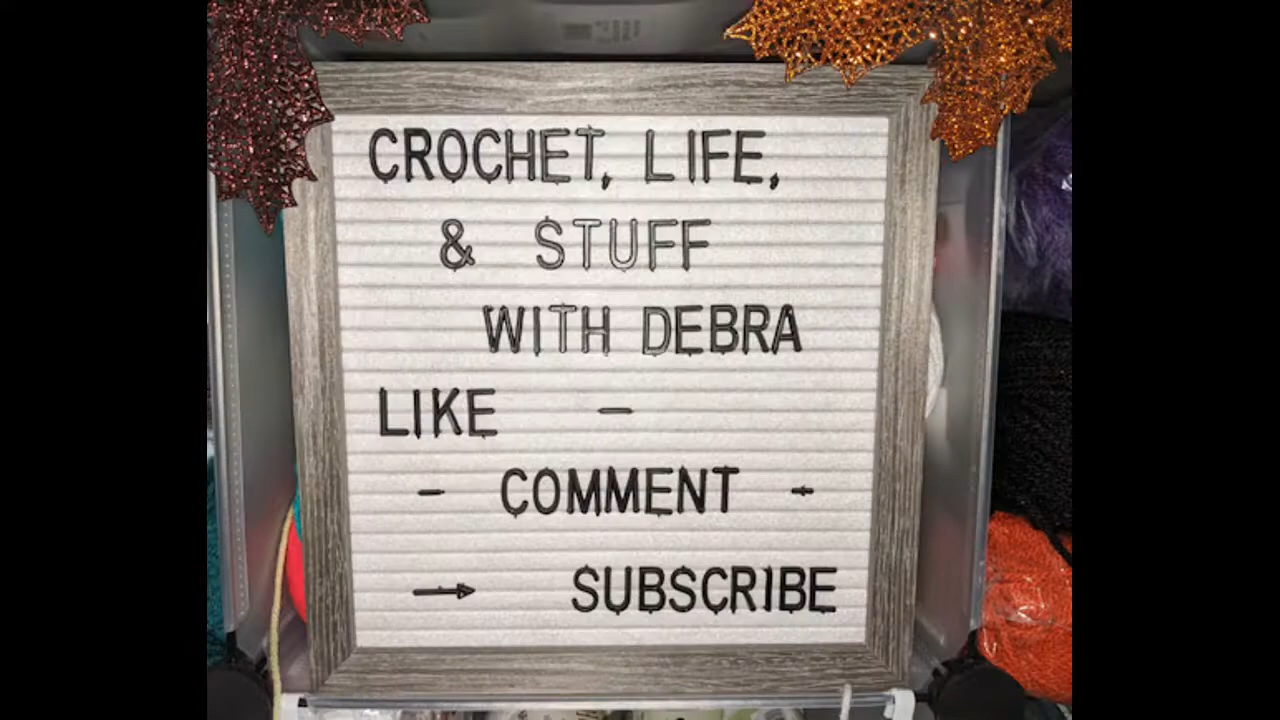 CROCHET, LIFE,
& STUFF
WITH DEBRA
LIKE -
- COMMENT -
→ SUBSCRIBE